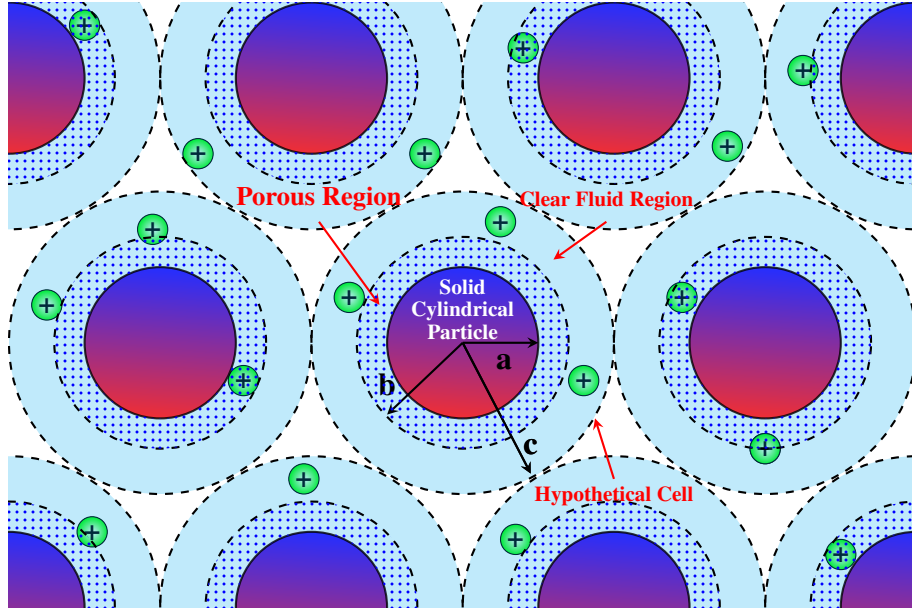 Porous Region
Clear Fluid Region
Solid
Cylindrical
Particle
a
b
c
Hypothetical Cell